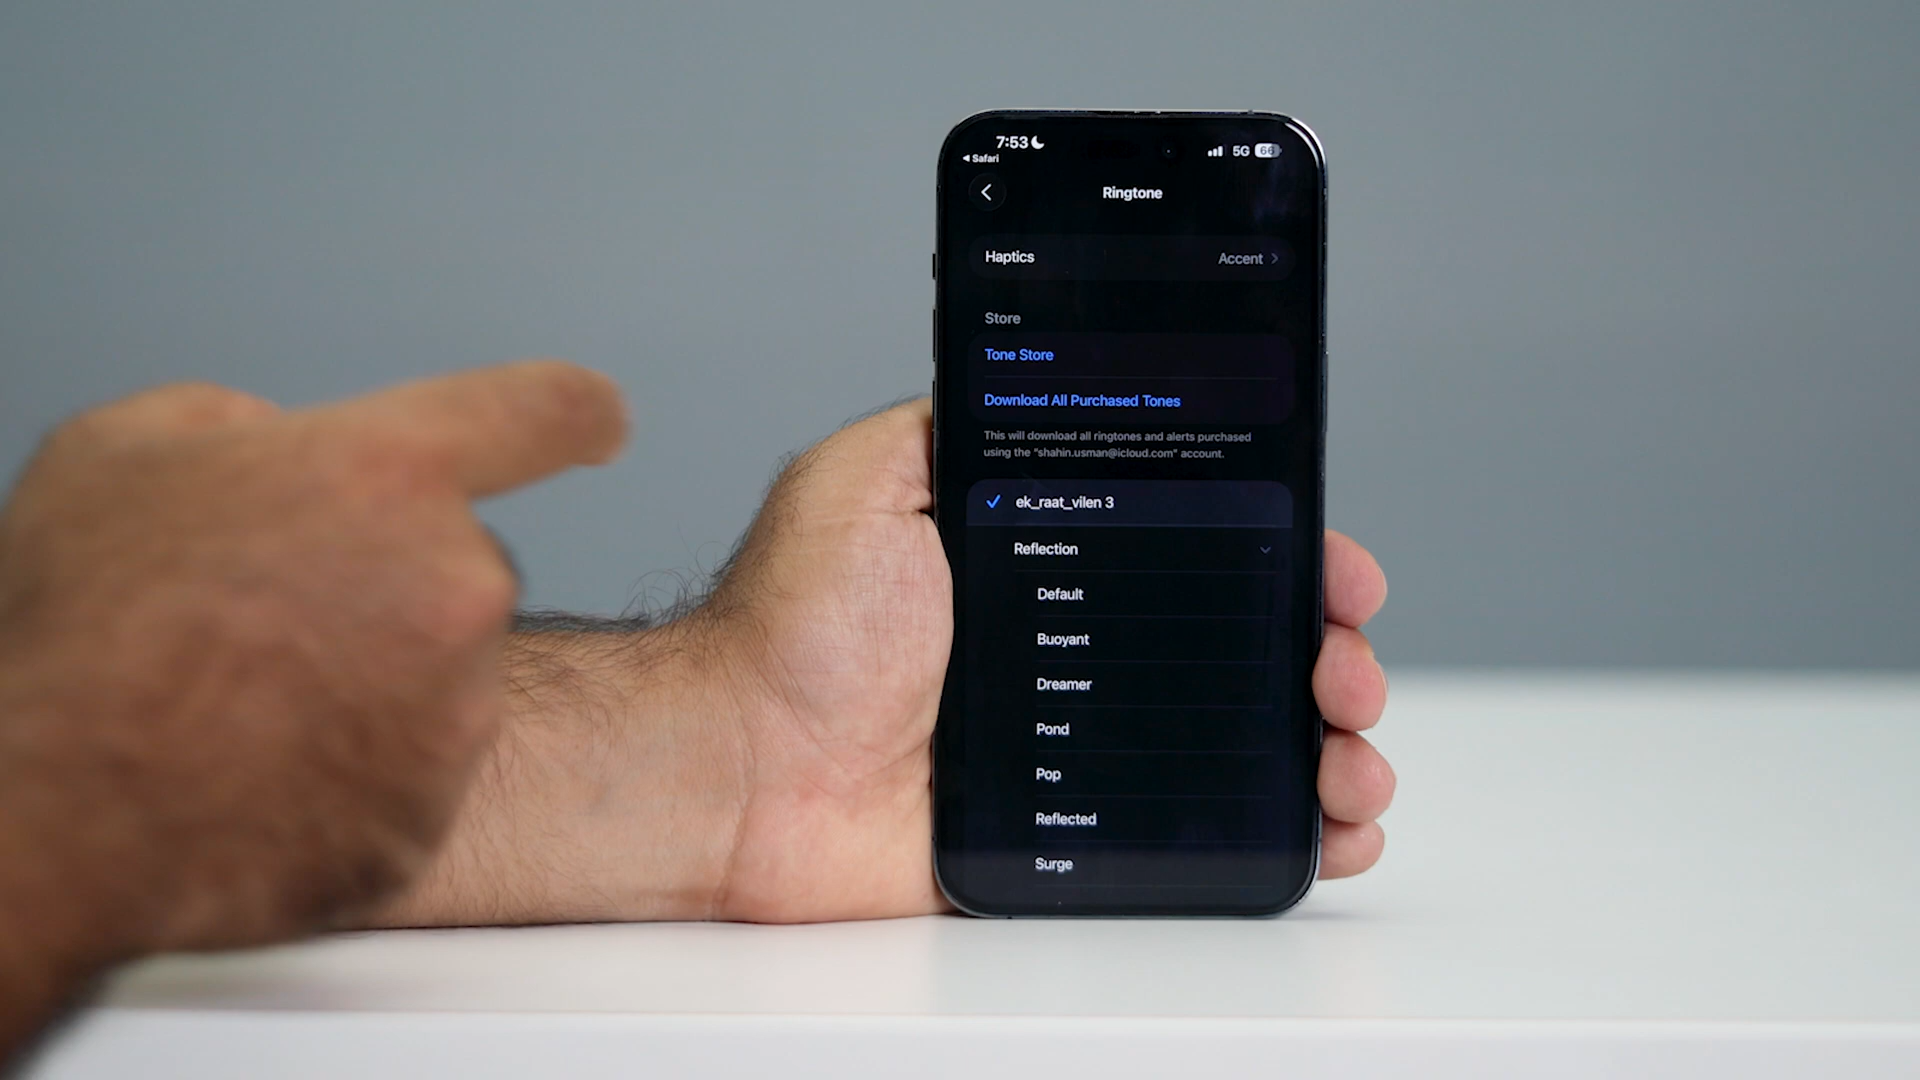 7:53
◀ Safari
5G 66
Ringtone
Haptics Accent
Store
Tone Store
Download All Purchased Tones
This will download all ringtones and alerts purchased
using the "shahin.usman@icloud.com" account.
ek_raat_vilen 3
Reflection
Default
Buoyant
Dreamer
Pond
Pop
Reflected
Surge